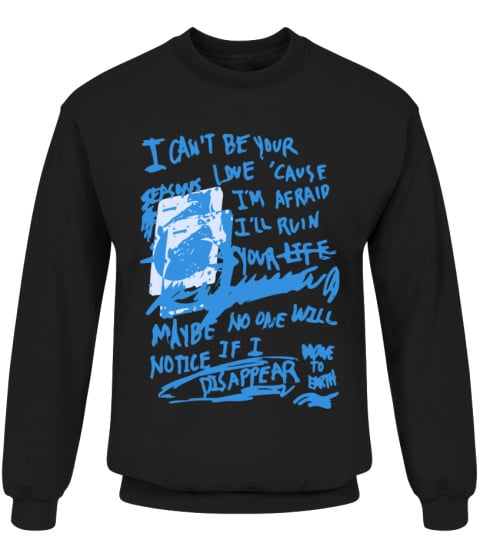 I CAN'T BE YOUR
SEASONS LOVE 'CAUSE
I'M AFRAID
I'LL RUIN
YOUR LIFE
MAYBE NO ONE WILL
NOTICE IF I
DISAPPEAR
WAVE
TO
EARTH